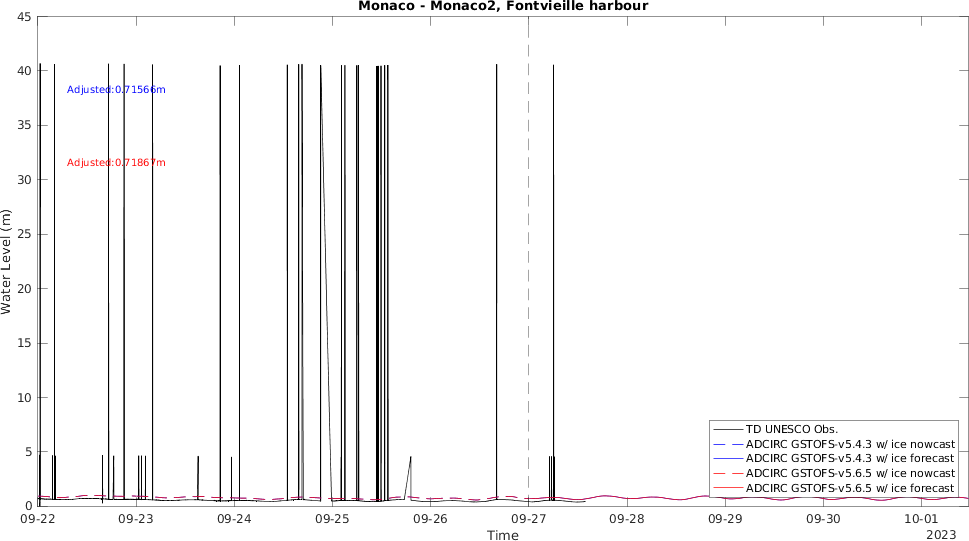 Monaco - Monaco2, Fontvieille harbour
45
40
35
30
25
20
15
10
5
0
Water Level (m)
Adjusted:0.71566m
Adjusted:0.71867m
TD UNESCO Obs.
ADCIRC GSTOFS-v5.4.3 w/ ice nowcast
ADCIRC GSTOFS-v5.4.3 w/ ice forecast
ADCIRC GSTOFS-v5.6.5 w/ ice nowcast
ADCIRC GSTOFS-v5.6.5 w/ ice forecast
09-22 09-23 09-24 09-25 09-26 09-27 09-28 09-29 09-30 10-01
Time
2023